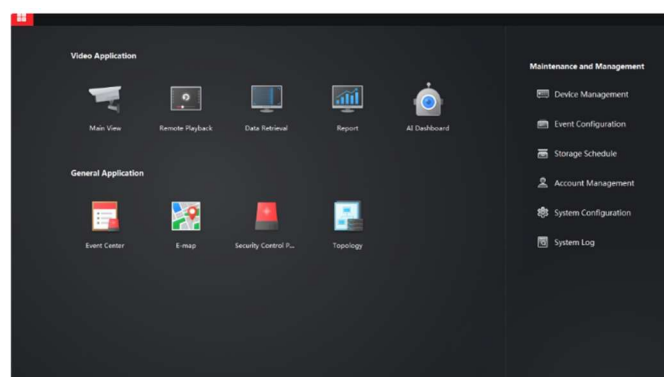 Video Application
Main View
Remote Playback
Data Retrieval
Report
AI Dashboard
General Application
Event Center
E-map
Security Control P...
Topology
Maintenance and Management
Device Management
Event Configuration
Storage Schedule
Account Management
System Configuration
System Log